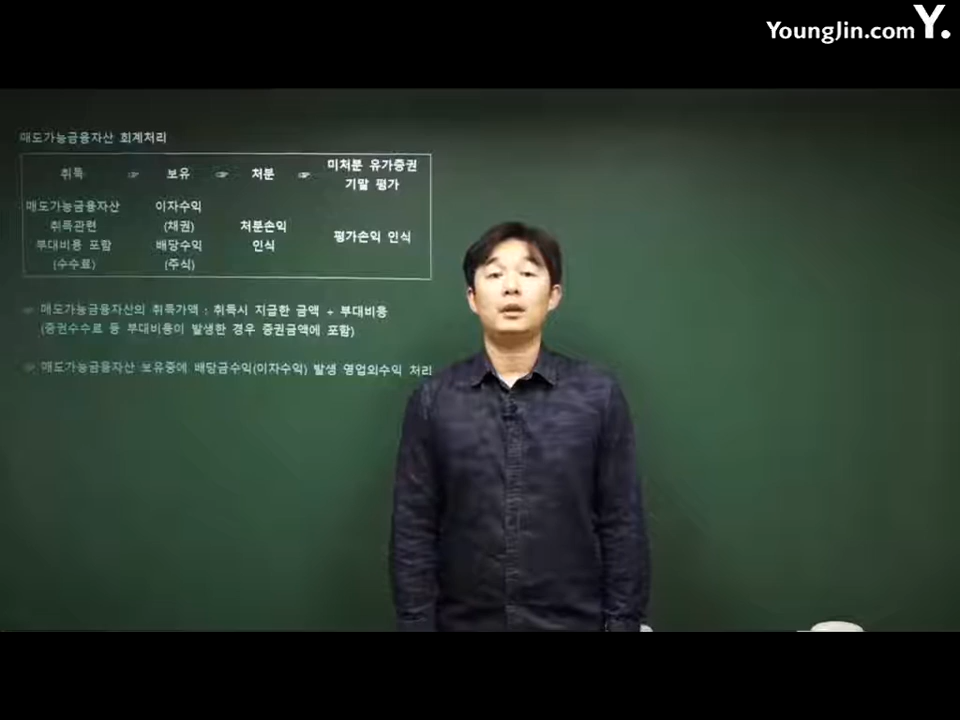 YoungJin.com Y.
매도가능금융자산 회계처리
취득 ☞ 보유 ☞ 처분 ☞ 미처분 유가증권 기말 평가
매도가능금융자산 취득관련 부대비용 포함 (수수료)
이자수익 (채권) 배당수익 (주식)
처분손익 인식
평가손익 인식
☞ 매도가능금융자산의 취득가액 : 취득시 지급한 금액 + 부대비용
(증권수수료 등 부대비용이 발생한 경우 증권금액에 포함)
☞ 매도가능금융자산 보유중에 배당금수익(이자수익) 발생 영업외수익 처리